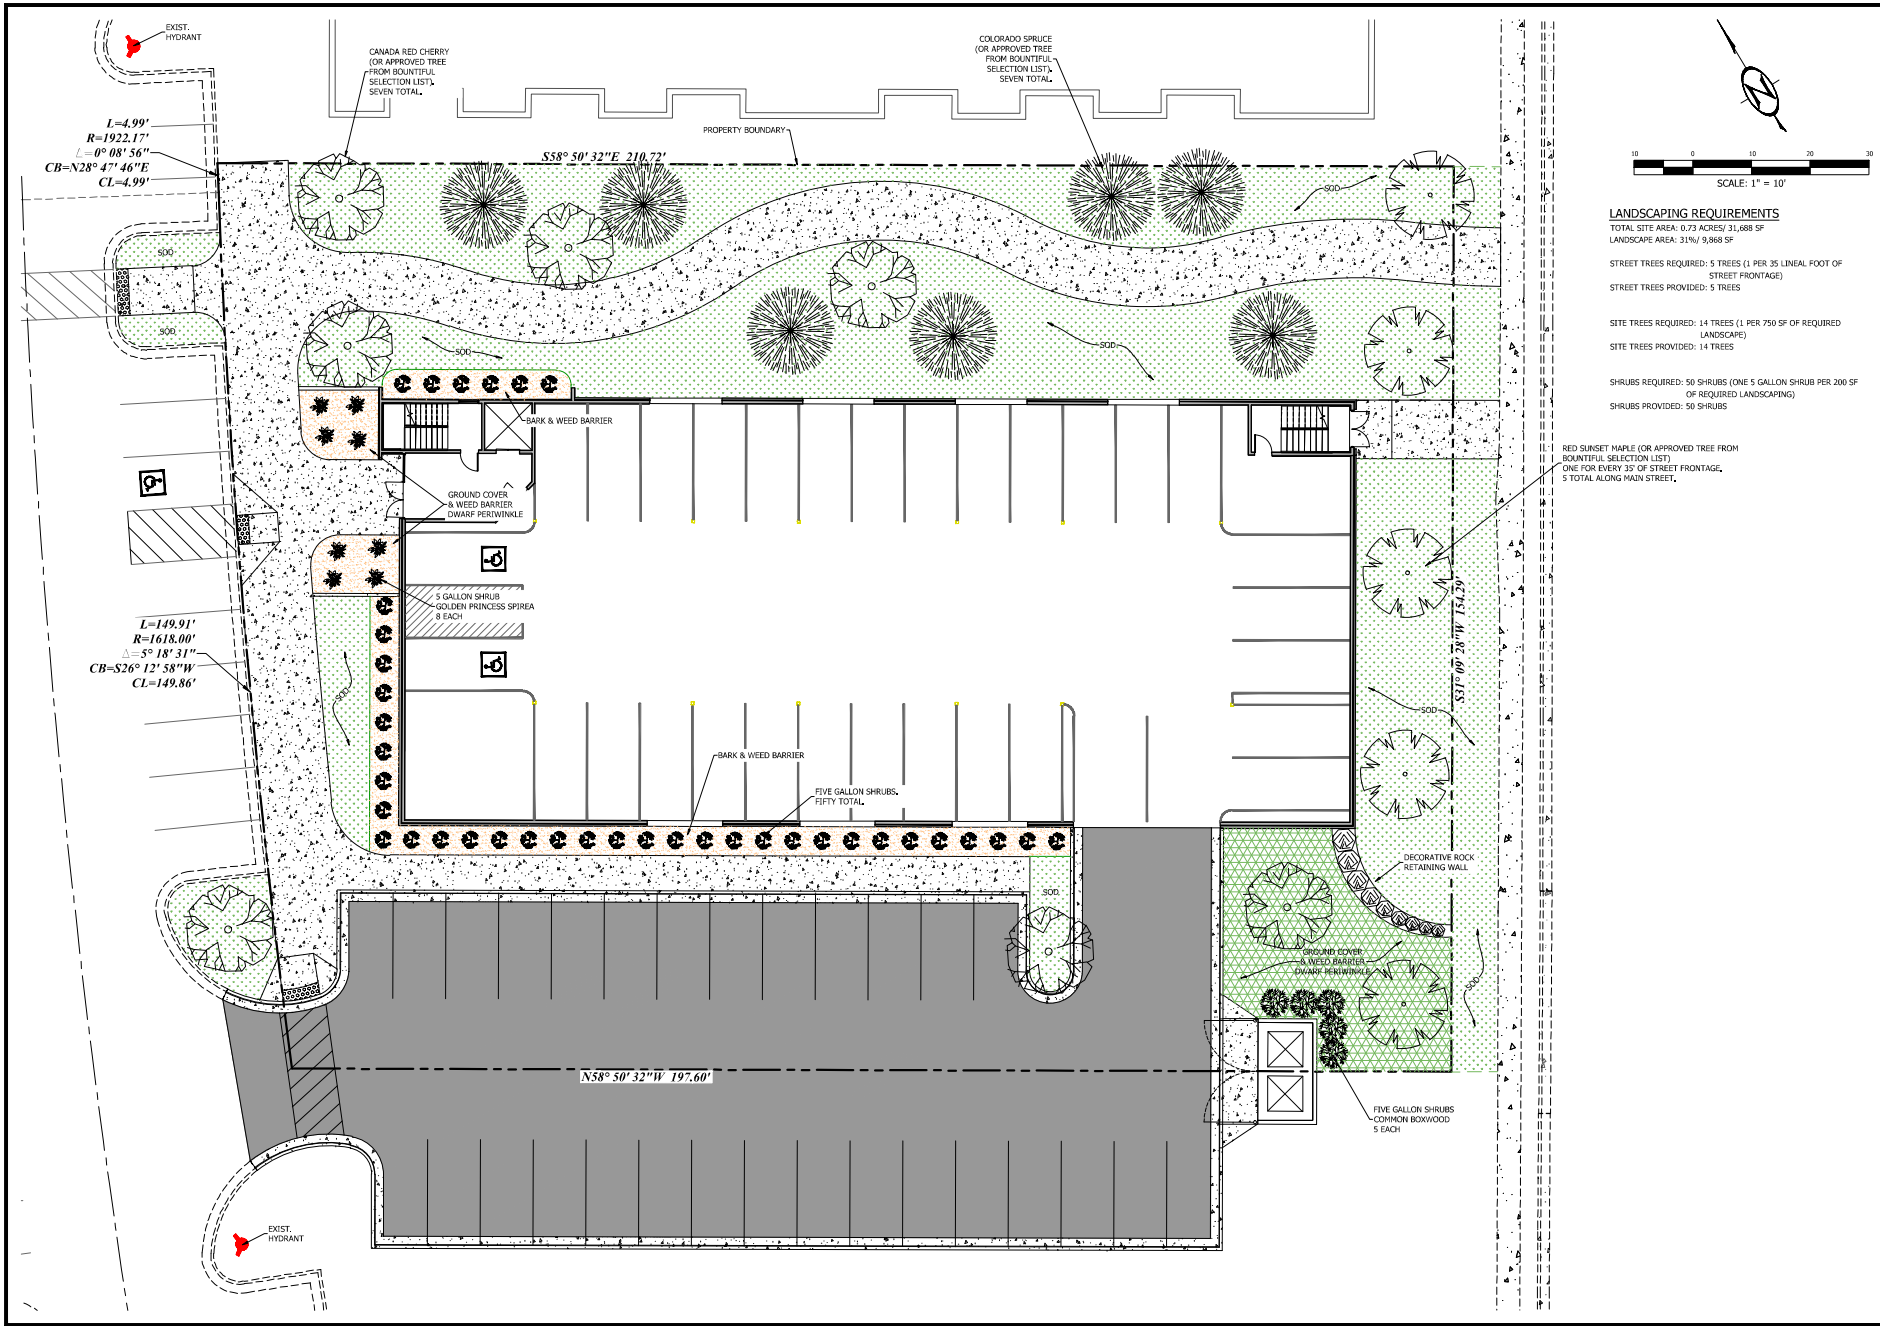 EXIST.
HYDRANT
CANADA RED CHERRY
(OR APPROVED TREE
FROM BOUNTIFUL
SELECTION LIST).
SEVEN TOTAL.
COLORADO SPRUCE
(OR APPROVED TREE
FROM BOUNTIFUL
SELECTION LIST).
SEVEN TOTAL.
PROPERTY BOUNDARY
L=4.99'
R=1922.17'
∆=0° 08' 56"
CB=N28° 47' 46"E
CL=4.99'
S58° 50' 32"E 210.72'
10 0 10 20 30
SCALE: 1" = 10'
LANDSCAPING REQUIREMENTS
TOTAL SITE AREA: 0.73 ACRES/ 31,688 SF
LANDSCAPE AREA: 31%/ 9,868 SF
STREET TREES REQUIRED: 5 TREES (1 PER 35 LINEAL FOOT OF
STREET FRONTAGE)
STREET TREES PROVIDED: 5 TREES
SITE TREES REQUIRED: 14 TREES (1 PER 750 SF OF REQUIRED
LANDSCAPE)
SITE TREES PROVIDED: 14 TREES
SHRUBS REQUIRED: 50 SHRUBS (ONE 5 GALLON SHRUB PER 200 SF
OF REQUIRED LANDSCAPING)
SHRUBS PROVIDED: 50 SHRUBS
RED SUNSET MAPLE (OR APPROVED TREE FROM
BOUNTIFUL SELECTION LIST)
ONE FOR EVERY 35' OF STREET FRONTAGE.
5 TOTAL ALONG MAIN STREET.
SOD
SOD
SOD
SOD
SOD
BARK & WEED BARRIER
GROUND COVER
& WEED BARRIER
DWARF PERIWINKLE
5 GALLON SHRUB
GOLDEN PRINCESS SPIREA
8 EACH
L=149.91'
R=1618.00'
∆=5° 18' 31"
CB=S26° 12' 58"W
CL=149.86'
SOD
S31° 09' 28"W 154.29'
SOD
BARK & WEED BARRIER
FIVE GALLON SHRUBS.
FIFTY TOTAL.
DECORATIVE ROCK
RETAINING WALL
SOD
GROUND COVER
& WEED BARRIER
DWARF PERIWINKLE
SOD
N58° 50' 32"W 197.60'
FIVE GALLON SHRUBS
COMMON BOXWOOD
5 EACH
EXIST.
HYDRANT